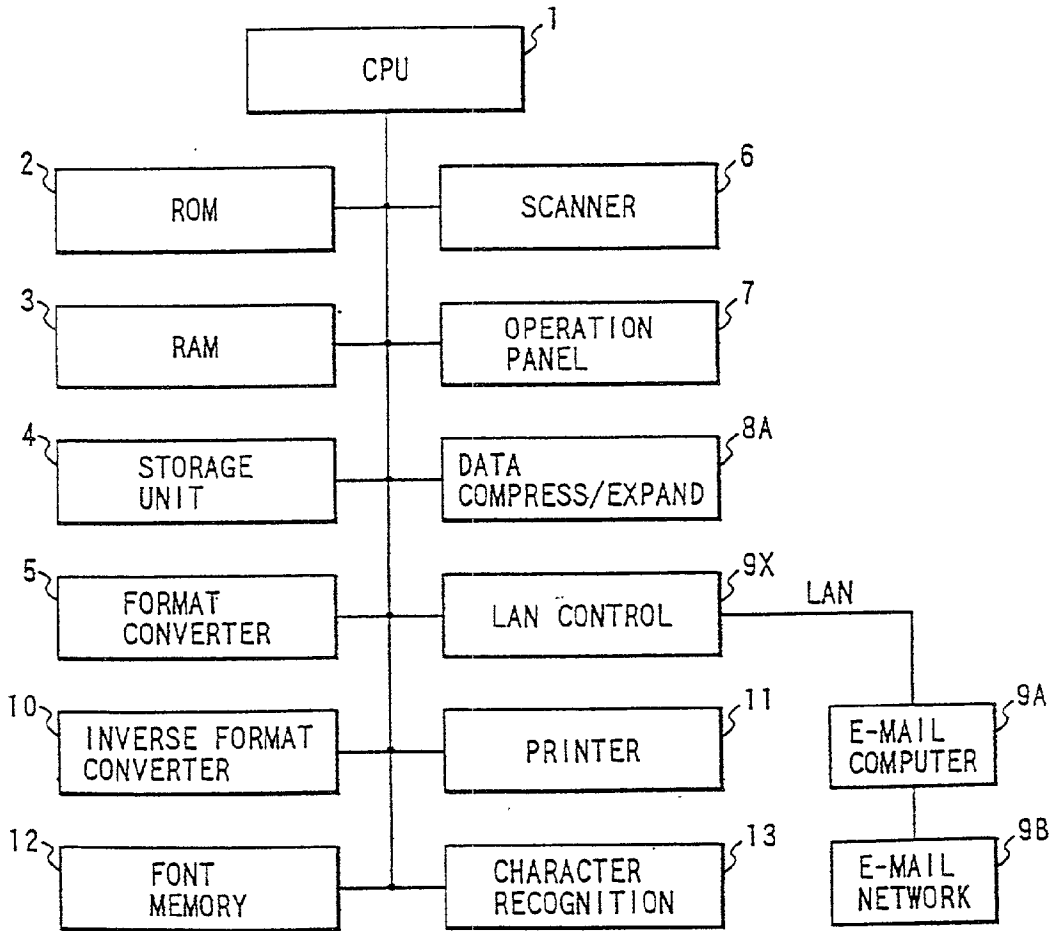 1
CPU
2
ROM
6
SCANNER
3
RAM
7
OPERATION
PANEL
4
STORAGE
UNIT
8A
DATA
COMPRESS/EXPAND
5
FORMAT
CONVERTER
9X
LAN CONTROL
LAN
10
INVERSE FORMAT
CONVERTER
11
PRINTER
9A
E-MAIL
COMPUTER
12
FONT
MEMORY
13
CHARACTER
RECOGNITION
9B
E-MAIL
NETWORK